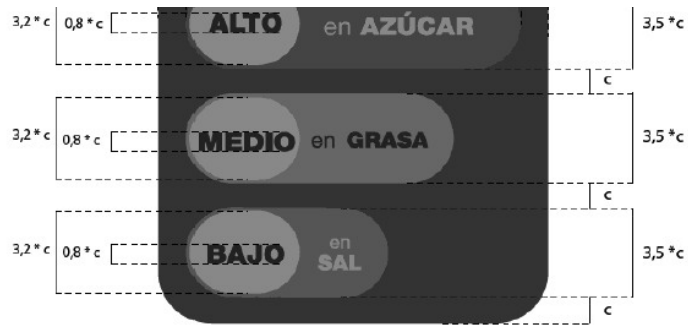 3,2 * c 0,8 * c ALTO en AZÚCAR 3,5 *c
c
3,2 * c 0,8 * c MEDIO en GRASA 3,5 *c
c
3,2 * c 0,8 * c BAJO en SAL 3,5 *c
c